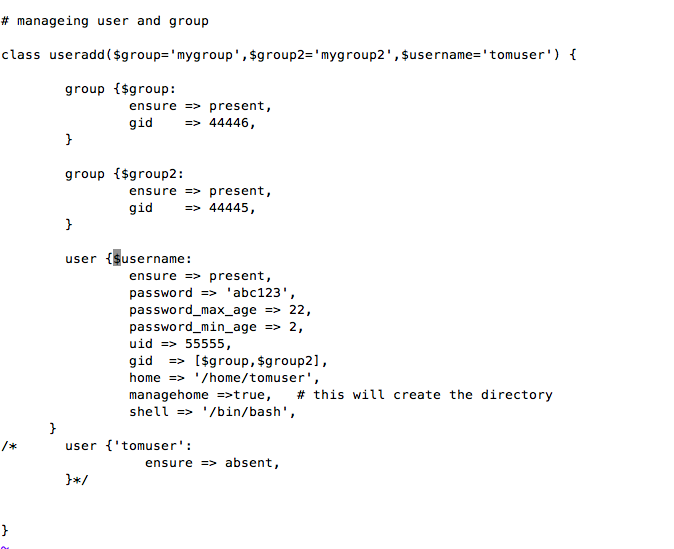 # manageing user and group
class useradd($group='mygroup',$group2='mygroup2',$username='tomuser') {
group {$group:
ensure => present,
gid    => 44446,
}
group {$group2:
ensure => present,
gid    => 44445,
}
user {$username:
ensure => present,
password => 'abc123',
password_max_age => 22,
password_min_age => 2,
uid => 55555,
gid  => [$group,$group2],
home => '/home/tomuser',
managehome =>true,   # this will create the directory
shell => '/bin/bash',
}
/*      user {'tomuser':
ensure => absent,
}*/
}
~